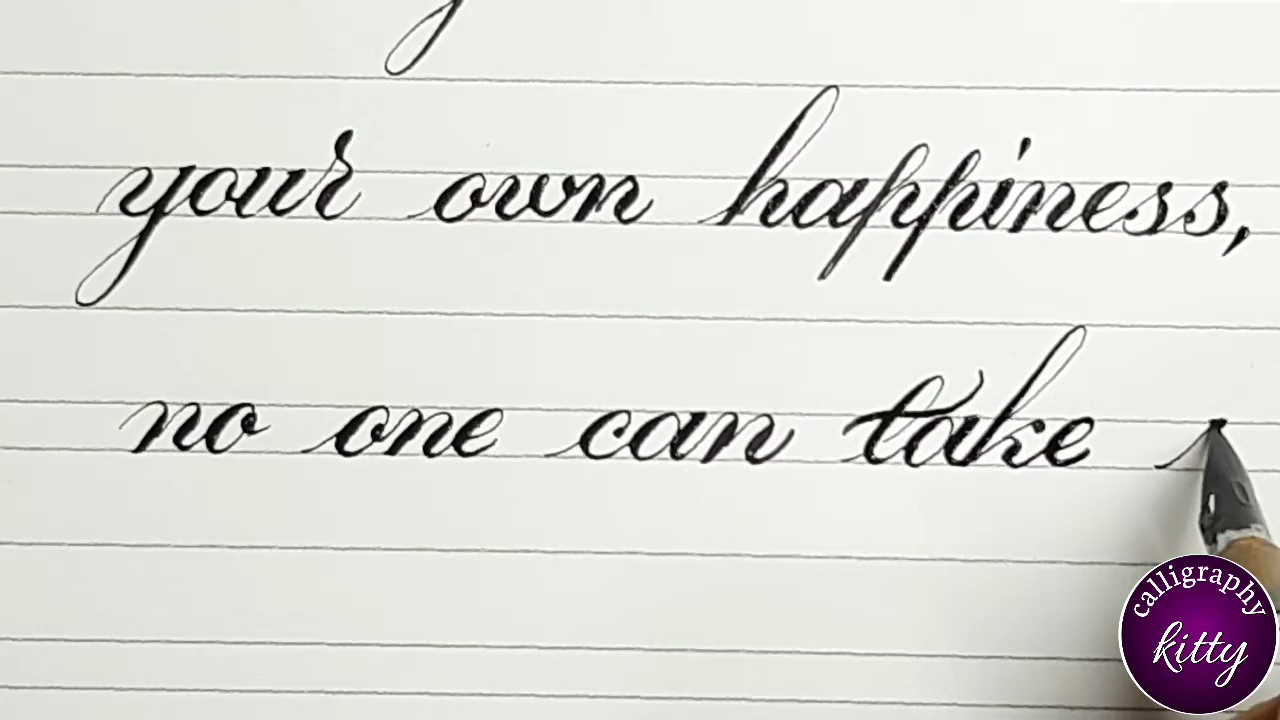 your own happiness,
no one can take
calligraphy
kitty